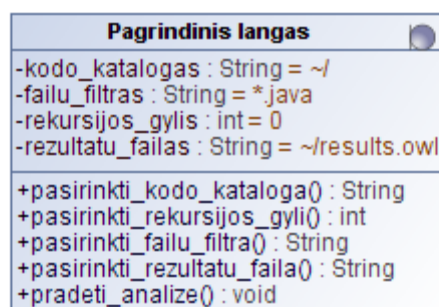 Pagrindinis langas
-kodo_katalogas : String = ~/
-failu_filtras : String = *.java
-rekursijos_gylis : int = 0
-rezultatu_failas : String = ~/results.owl
+pasirinkti_kodo_kataloga() : String
+pasirinkti_rekursijos_gyli() : int
+pasirinkti_failu_filtra() : String
+pasirinkti_rezultatu_faila() : String
+pradeti_analize() : void